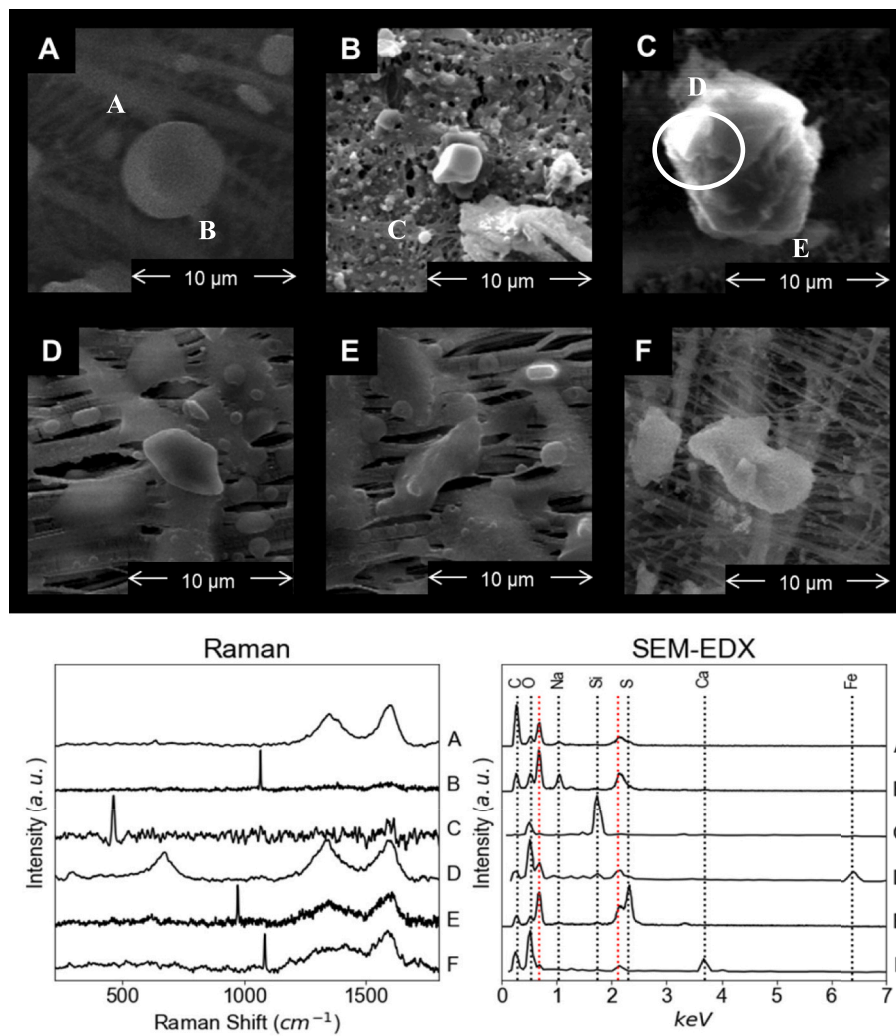 A B C
A D
B C E
10 µm 10 µm 10 µm
D E F
10 µm 10 µm 10 µm
Raman SEM-EDX
C O Na Si S Ca Fe
A
B
C
D
E
F
Intensity (a. u.) Intensity (a. u.)
500 1000 1500 0 1 2 3 4 5 6 7
Raman Shift (cm⁻¹) keV